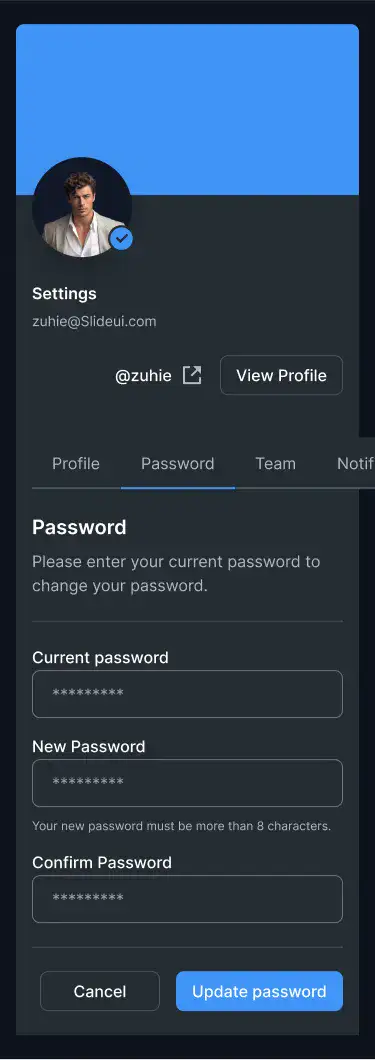 Settings
zuhie@Slideui.com
@zuhie View Profile
Profile Password Team Notif
Password
Please enter your current password to
change your password.
Current password
*********
New Password
*********
Your new password must be more than 8 characters.
Confirm Password
*********
Cancel Update password